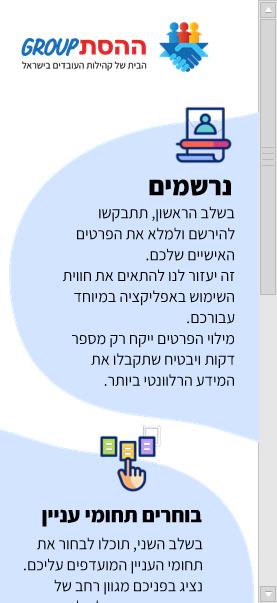 ההסתGROUP
הבית של קהילות העובדים בישראל
נרשמים
בשלב הראשון, תתבקשו
להירשם ולמלא את הפרטים
האישיים שלכם.
זה יעזור לנו להתאים את חווית
השימוש באפליקציה במיוחד
עבורכם.
מילוי הפרטים ייקח רק מספר
דקות ויבטיח שתקבלו את
המידע הרלוונטי ביותר.
בוחרים תחומי עניין
בשלב השני, תוכלו לבחור את
תחומי העניין המועדפים עליכם.
נציג בפניכם מגוון רחב של